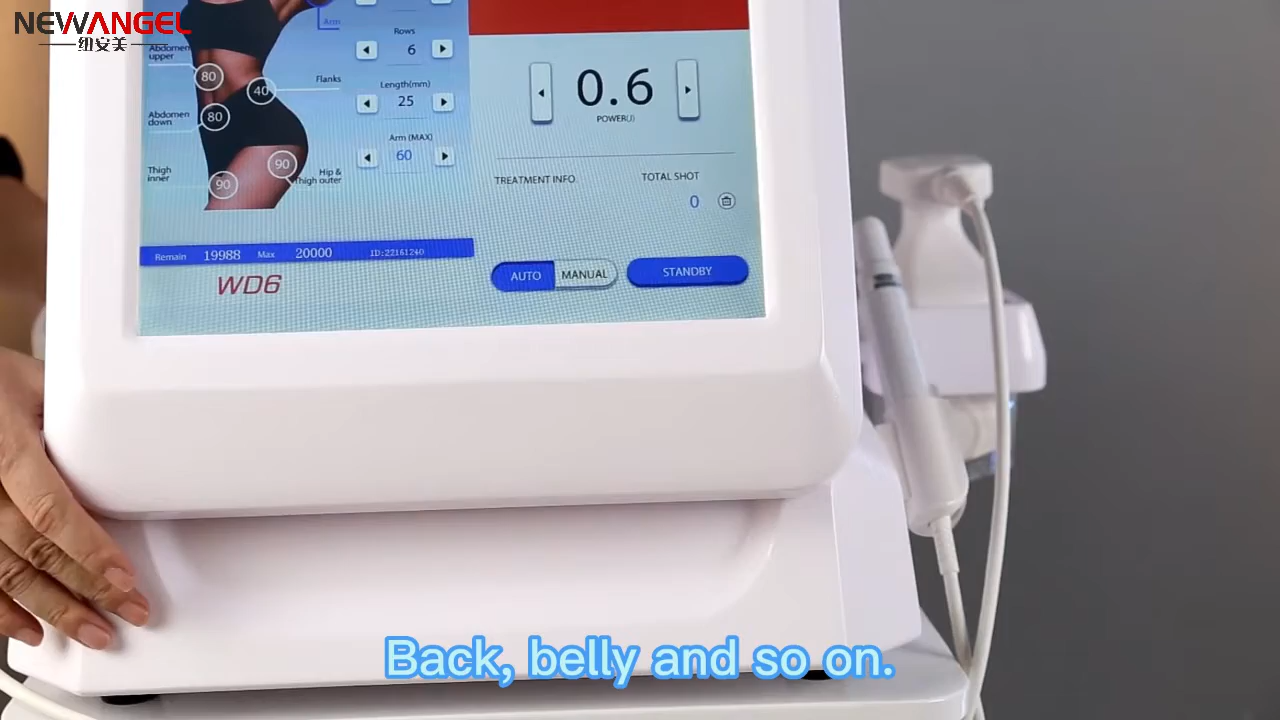 NEWANGEL
纽安美
Arm
Abdomen
upper
80
40
Flanks
Abdomen
down
80
Thigh
inner
90
90
Hip &
Thigh outer
Rows
6
Length(mm)
25
Arm (MAX)
60
0.6
POWER(J)
TREATMENT INFO.
TOTAL SHOT
0
Remain 19988 Max 20000 ID:22161240
WD6
AUTO MANUAL STANDBY
Back, belly and so on.